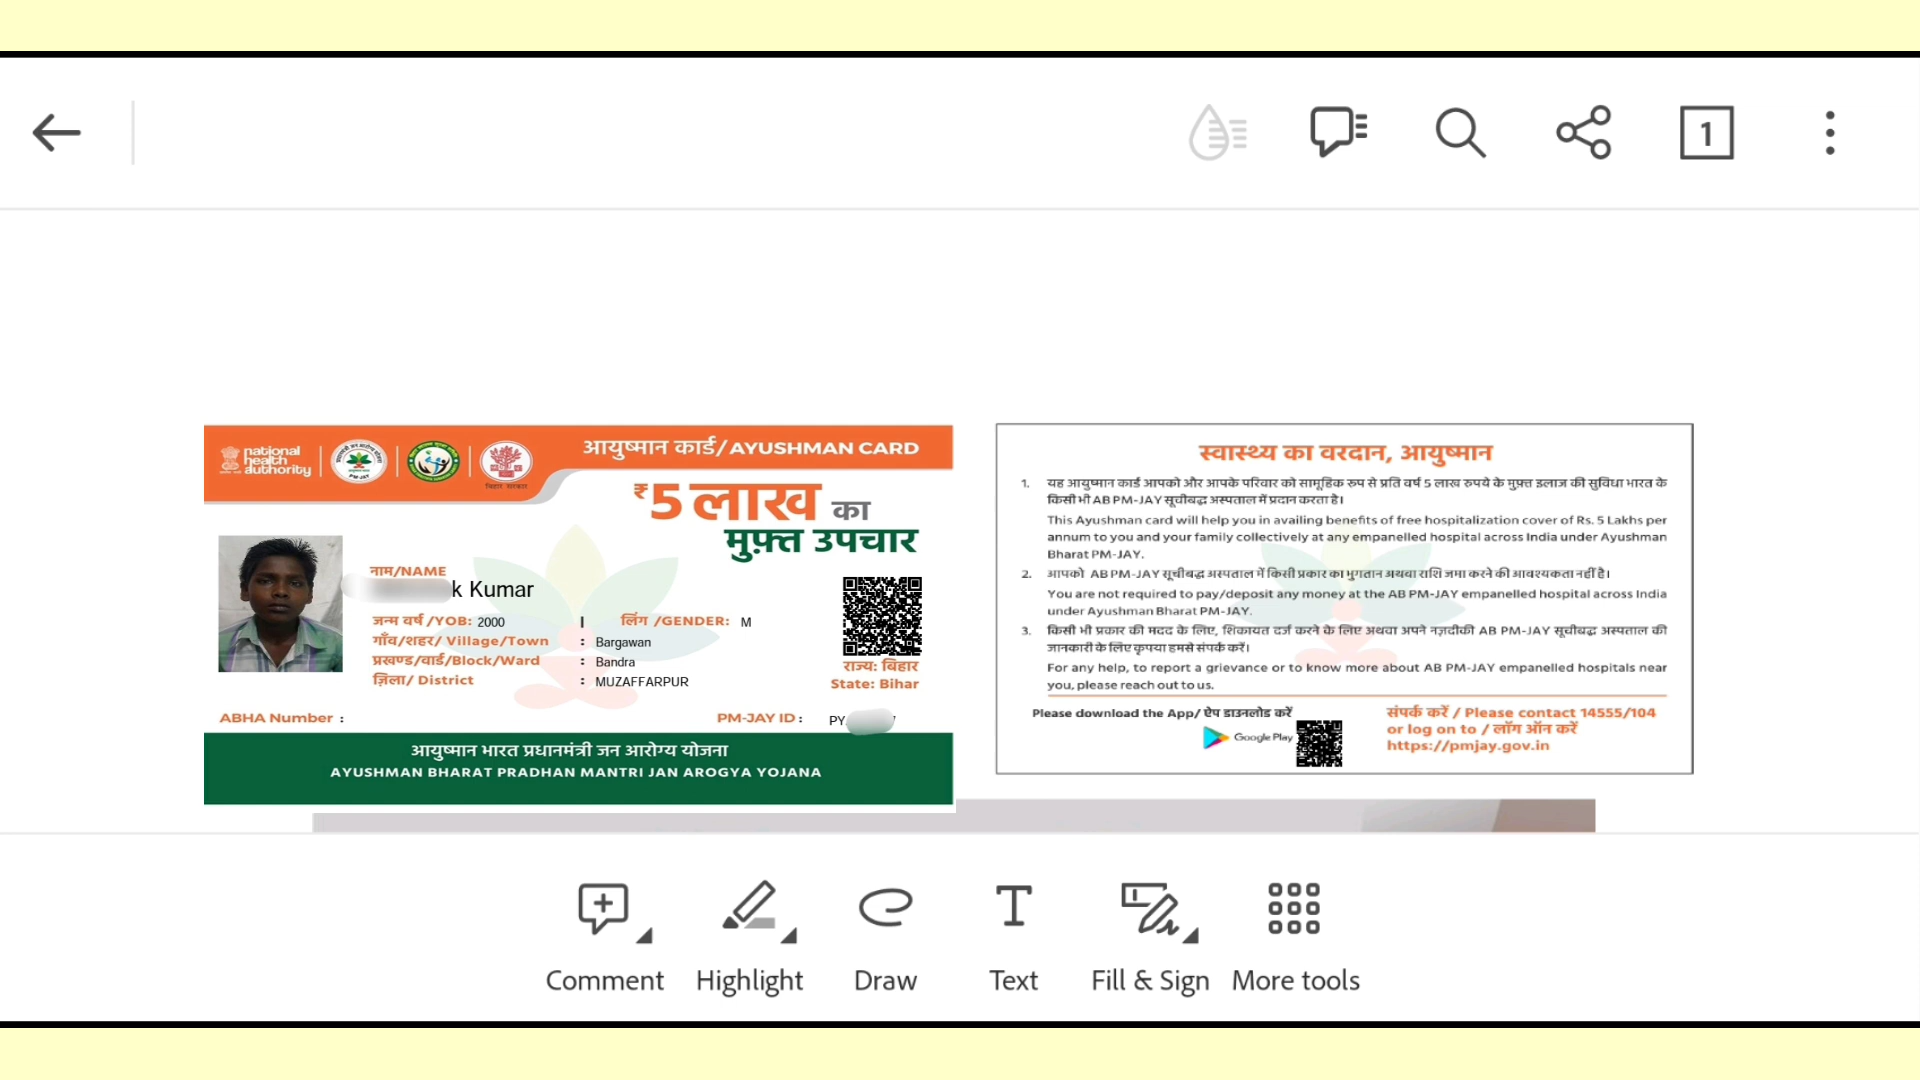 1
national
health
authority
PM-JAY
बिहार सरकार
आयुष्मान कार्ड/AYUSHMAN CARD
₹5 लाख का
मुफ़्त उपचार
नाम/NAME
k Kumar
जन्म वर्ष /YOB: 2000 | लिंग /GENDER: M
गाँव/शहर/ Village/Town : Bargawan
प्रखण्ड/वार्ड/Block/Ward : Bandra
ज़िला/ District : MUZAFFARPUR
राज्य: बिहार
State: Bihar
ABHA Number :
PM-JAY ID : PY
आयुष्मान भारत प्रधानमंत्री जन आरोग्य योजना
AYUSHMAN BHARAT PRADHAN MANTRI JAN AROGYA YOJANA
स्वास्थ्य का वरदान, आयुष्मान
1. यह आयुष्मान कार्ड आपको और आपके परिवार को सामूहिक रूप से प्रति वर्ष 5 लाख रुपये के मुफ़्त इलाज की सुविधा भारत के
किसी भी AB PM-JAY सूचीबद्ध अस्पताल में प्रदान करता है।
This Ayushman card will help you in availing benefits of free hospitalization cover of Rs. 5 Lakhs per
annum to you and your family collectively at any empanelled hospital across India under Ayushman
Bharat PM-JAY.
2. आपको AB PM-JAY सूचीबद्ध अस्पताल में किसी प्रकार का भुगतान अथवा राशि जमा करने की आवश्यकता नहीं है।
You are not required to pay/deposit any money at the AB PM-JAY empanelled hospital across India
under Ayushman Bharat PM-JAY.
3. किसी भी प्रकार की मदद के लिए, शिकायत दर्ज करने के लिए अथवा अपने नज़दीकी AB PM-JAY सूचीबद्ध अस्पताल की
जानकारी के लिए कृपया हमसे संपर्क करें।
For any help, to report a grievance or to know more about AB PM-JAY empanelled hospitals near
you, please reach out to us.
Please download the App/ ऐप डाउनलोड करें
Google Play
संपर्क करें / Please contact 14555/104
or log on to / लॉग ऑन करें
https://pmjay.gov.in
Comment Highlight Draw Text Fill & Sign More tools